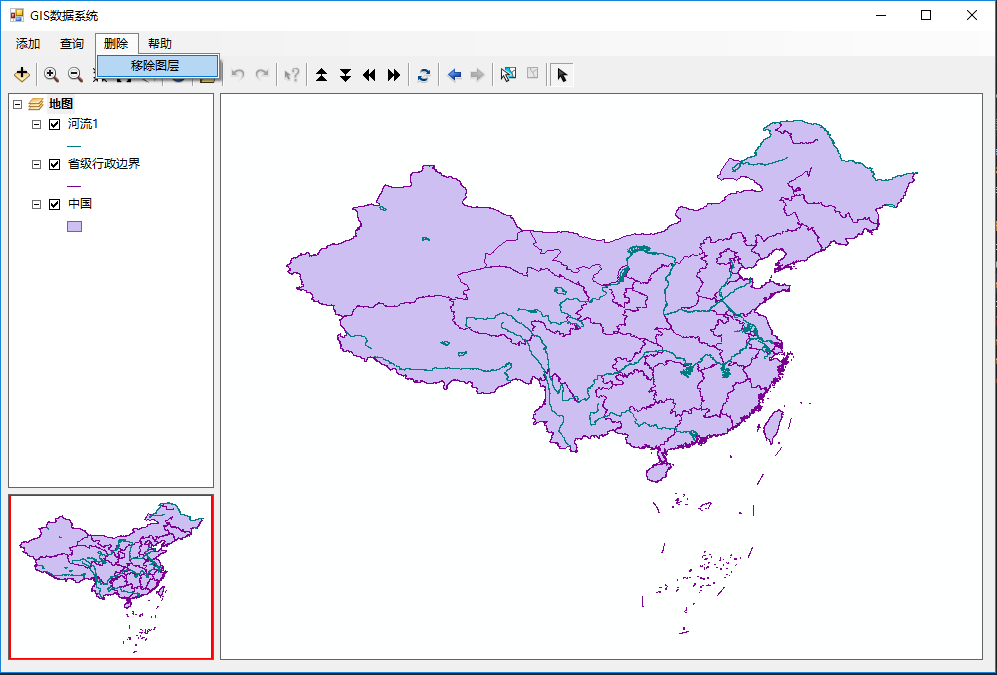 GIS数据系统
添加 查询 删除 帮助
移除图层
地图
河流1
省级行政边界
中国